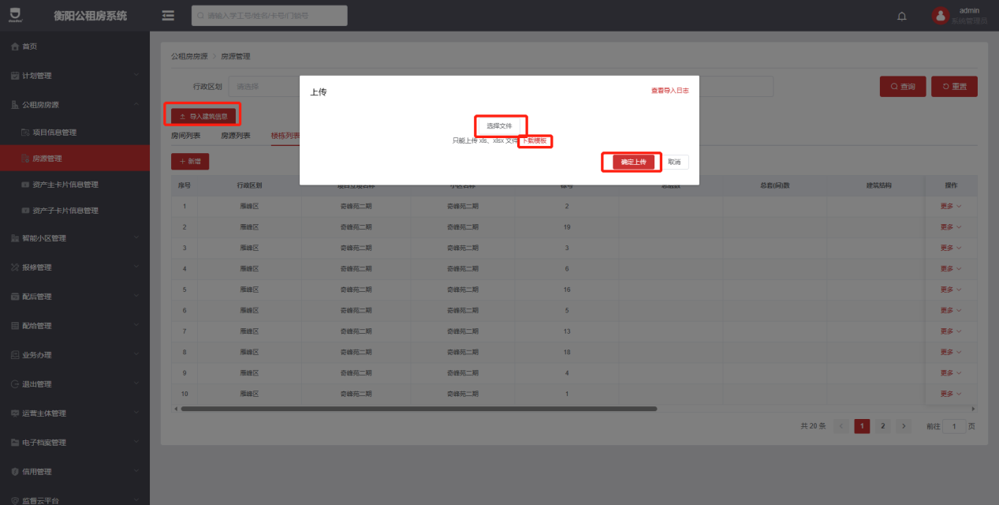 衡阳公租房系统
请输入学工号/姓名/卡号/门锁号
admin
系统管理员
首页
计划管理
公租房房源
项目信息管理
房源管理
资产主卡片信息管理
资产子卡片信息管理
智能小区管理
报修管理
配后管理
配给管理
业务办理
退出管理
运营主体管理
电子档案管理
信用管理
监督云平台
公租房房源 > 房源管理
行政区划 请选择
查询 重置
导入建筑信息
房间列表 房源列表 楼栋列表
+ 新增
上传
查看导入日志
选择文件
只能上传 xls、xlsx 文件 下载模板
确定上传 取消
序号 行政区划 总套(间)数 建筑结构 操作
1 雁峰区 奇峰苑二期 奇峰苑二期 2 更多
2 雁峰区 奇峰苑二期 奇峰苑二期 19 更多
3 雁峰区 奇峰苑二期 奇峰苑二期 3 更多
4 雁峰区 奇峰苑二期 奇峰苑二期 6 更多
5 雁峰区 奇峰苑二期 奇峰苑二期 16 更多
6 雁峰区 奇峰苑二期 奇峰苑二期 5 更多
7 雁峰区 奇峰苑二期 奇峰苑二期 13 更多
8 雁峰区 奇峰苑二期 奇峰苑二期 18 更多
9 雁峰区 奇峰苑二期 奇峰苑二期 4 更多
10 雁峰区 奇峰苑二期 奇峰苑二期 1 更多
共 20 条 < 1 2 > 前往 1 页